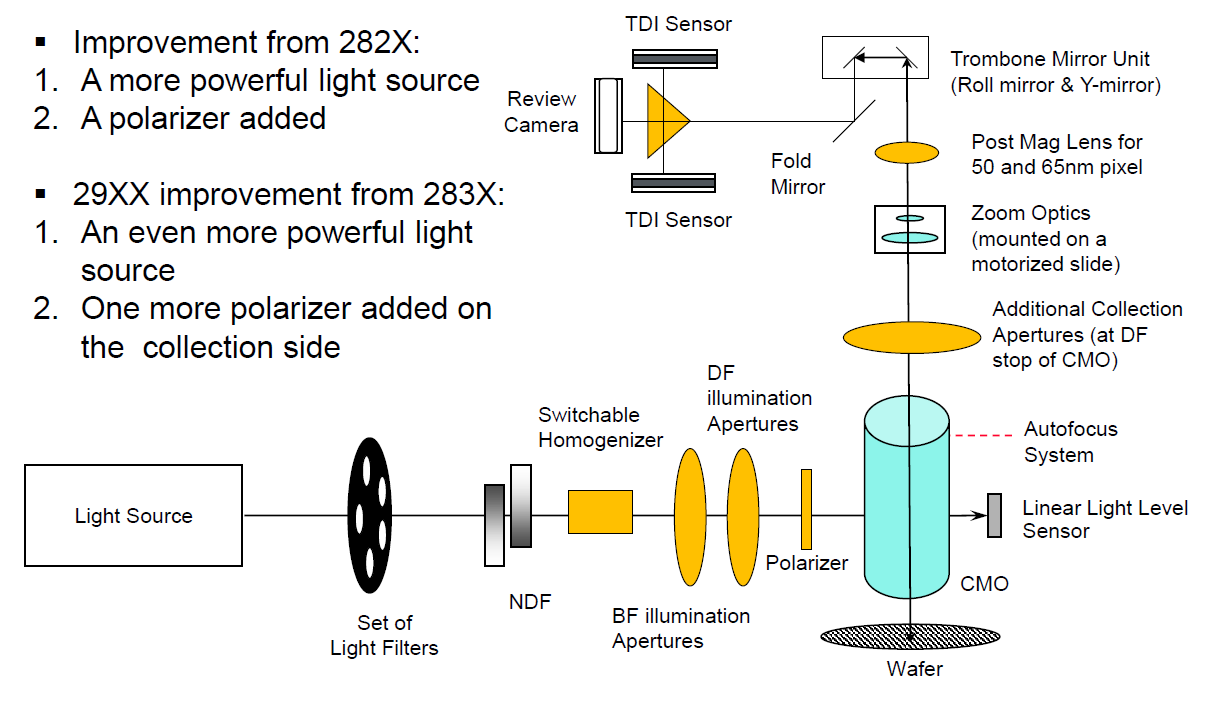 ▪ Improvement from 282X:
1. A more powerful light source
2. A polarizer added
▪ 29XX improvement from 283X:
1. An even more powerful light
source
2. One more polarizer added on
the collection side
TDI Sensor
Review
Camera
TDI Sensor
Fold
Mirror
Trombone Mirror Unit
(Roll mirror & Y-mirror)
Post Mag Lens for
50 and 65nm pixel
Zoom Optics
(mounted on a
motorized slide)
Additional Collection
Apertures (at DF
stop of CMO)
DF
illumination
Apertures
Switchable
Homogenizer
Autofocus
System
Light Source
Linear Light Level
Sensor
Polarizer
CMO
NDF
BF illumination
Apertures
Set of
Light Filters
Wafer